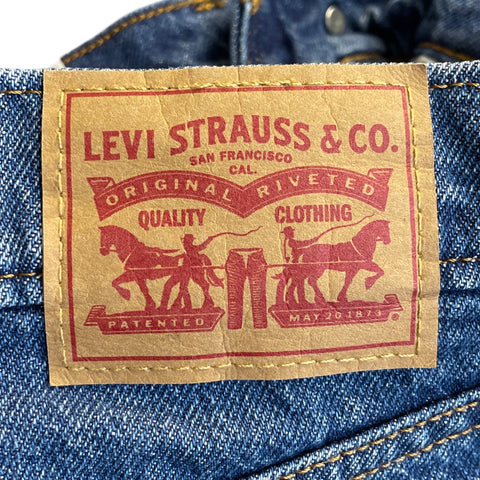 LEVI STRAUSS & CO.
SAN FRANCISCO
CAL.
ORIGINAL RIVETED
QUALITY CLOTHING
PATENTED MAY 20 1873